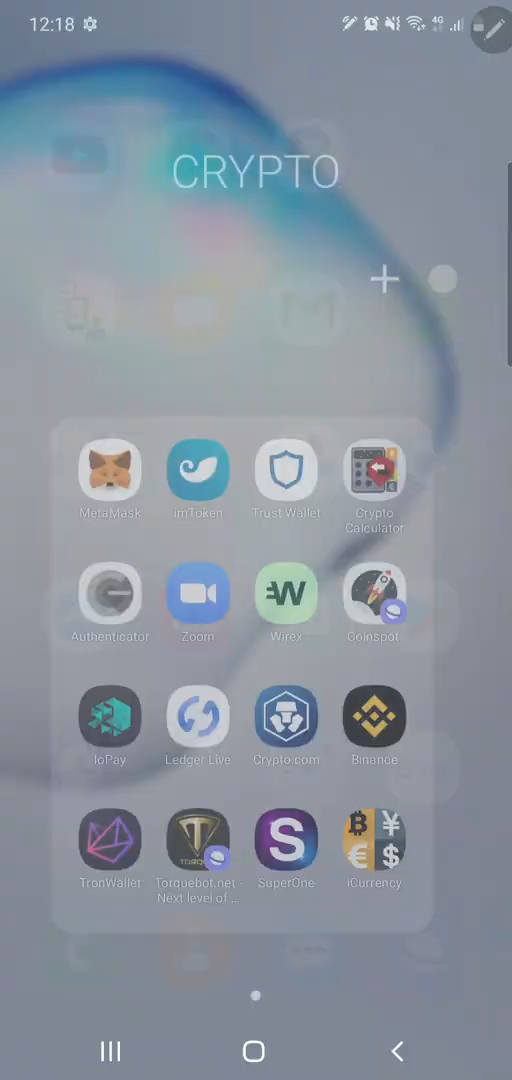 12:18
4G
CRYPTO
MetaMask
imToken
Trust Wallet
Crypto
Calculator
Authenticator
Zoom
W
Wirex
Coinspot
IoPay
Ledger Live
Crypto.com
Binance
TronWallet
T
Torquebot.net -
Next level of ..
S
SuperOne
₿ ¥
€ $
iCurrency